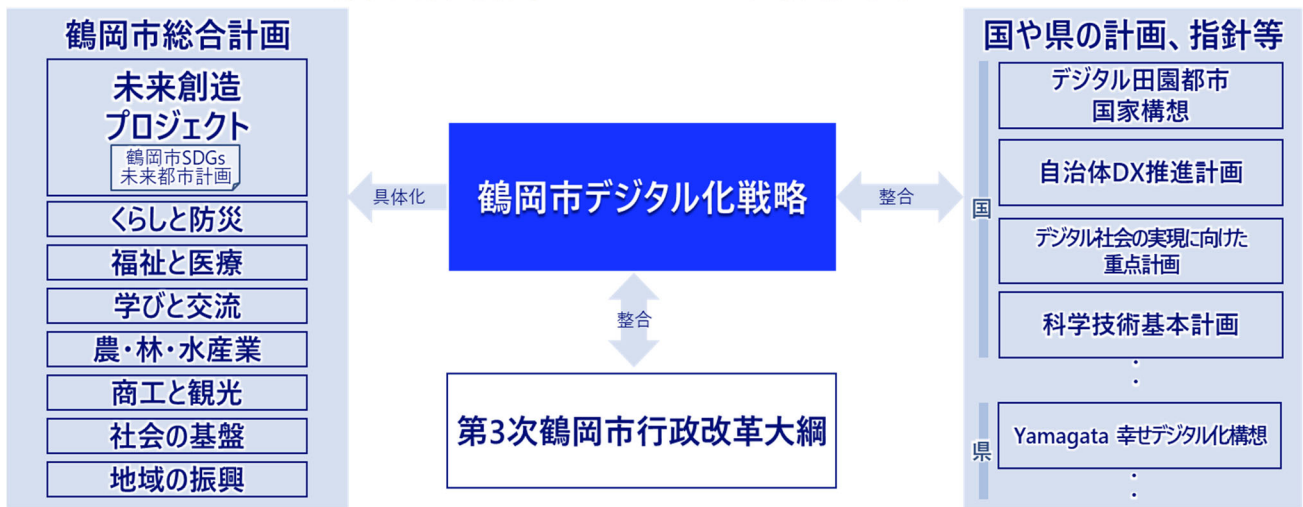 鶴岡市総合計画
未来創造
プロジェクト
鶴岡市SDGs
未来都市計画
くらしと防災
福祉と医療
学びと交流
農・林・水産業
商工と観光
社会の基盤
地域の振興
具体化
鶴岡市デジタル化戦略
整合
整合
第3次鶴岡市行政改革大綱
国や県の計画、指針等
国
デジタル田園都市
国家構想
自治体DX推進計画
デジタル社会の実現に向けた
重点計画
科学技術基本計画
・
・
県
Yamagata 幸せデジタル化構想
・
・